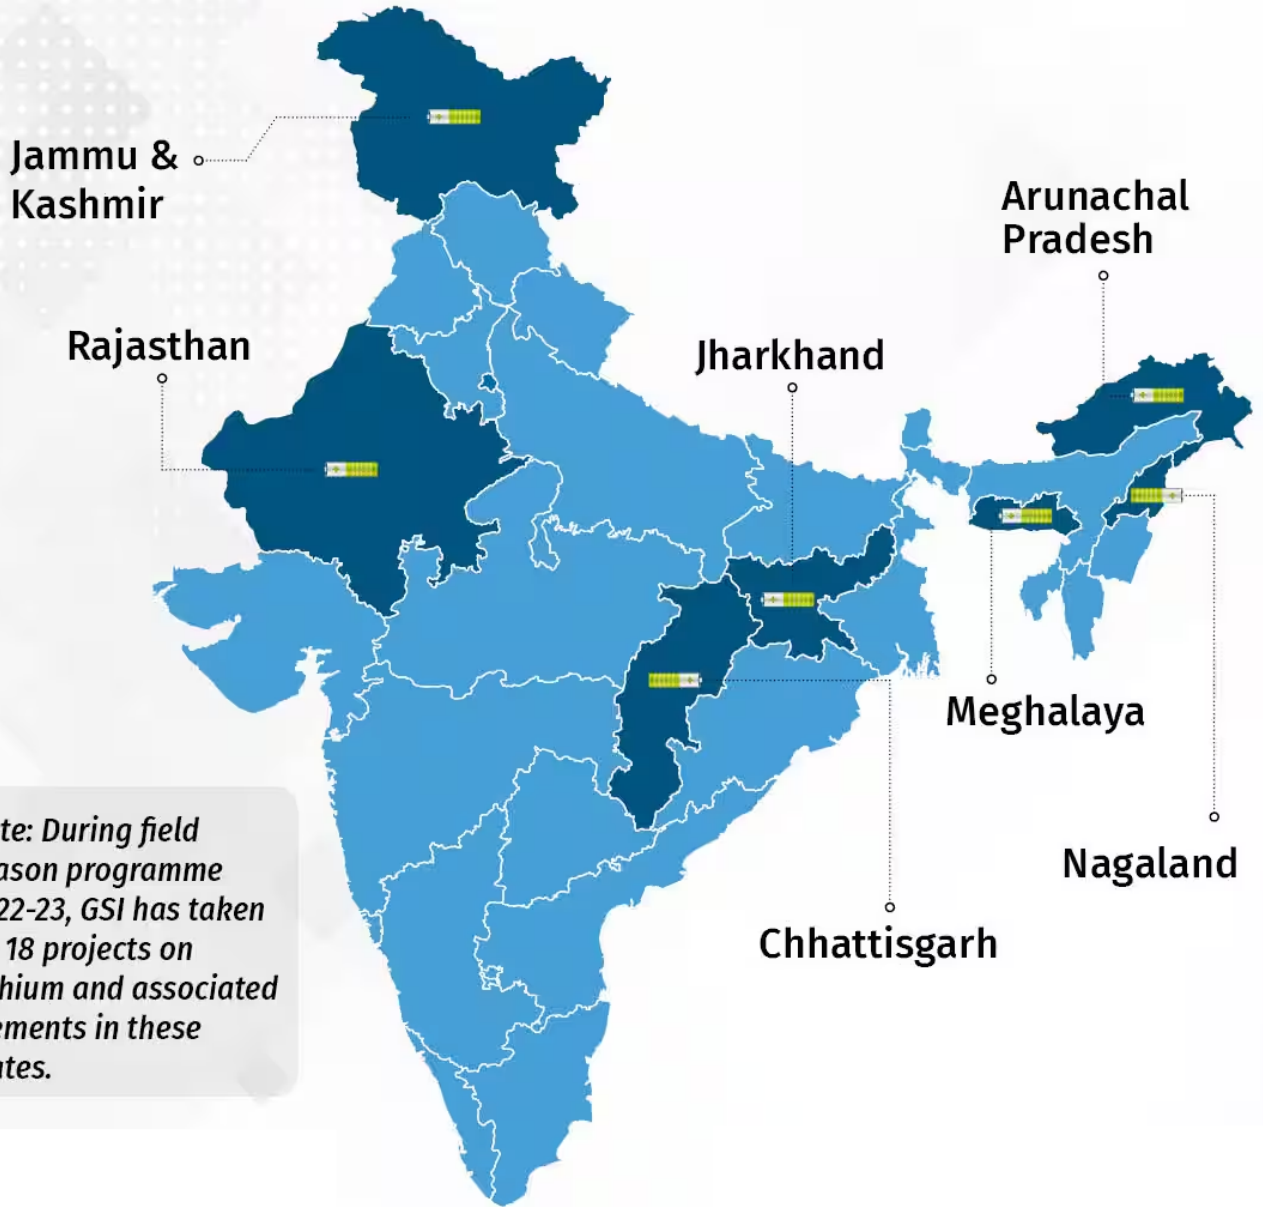 Jammu &
Kashmir
Arunachal
Pradesh
Rajasthan
Jharkhand
Meghalaya
Nagaland
Chhattisgarh
te: During field
ason programme
22-23, GSI has taken
18 projects on
hium and associated
ements in these
ates.